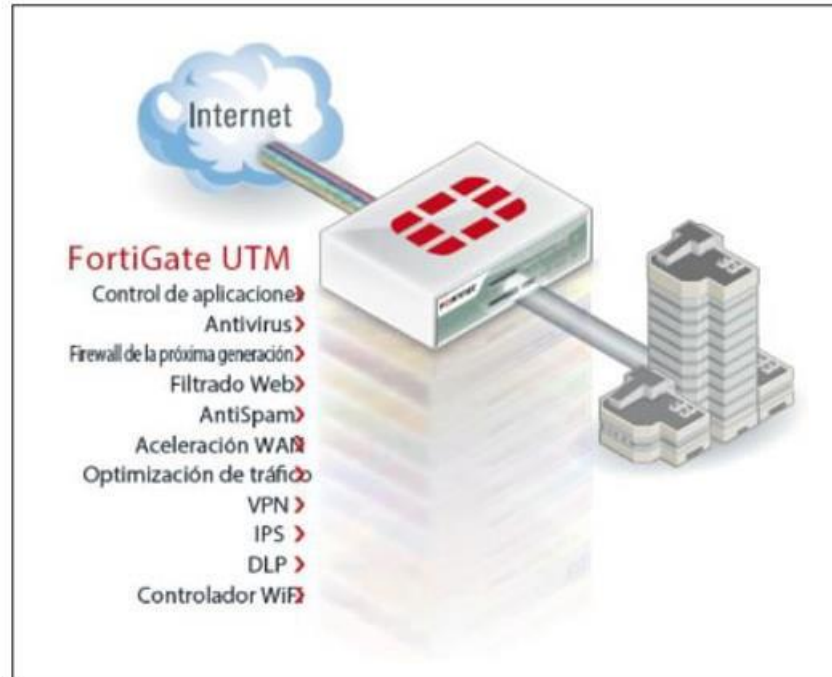 Internet
FortiGate UTM
Control de aplicaciones
Antivirus
Firewall de la próxima generación
Filtrado Web
AntiSpam
Aceleración WAN
Optimización de tráfico
VPN
IPS
DLP
Controlador WiFi